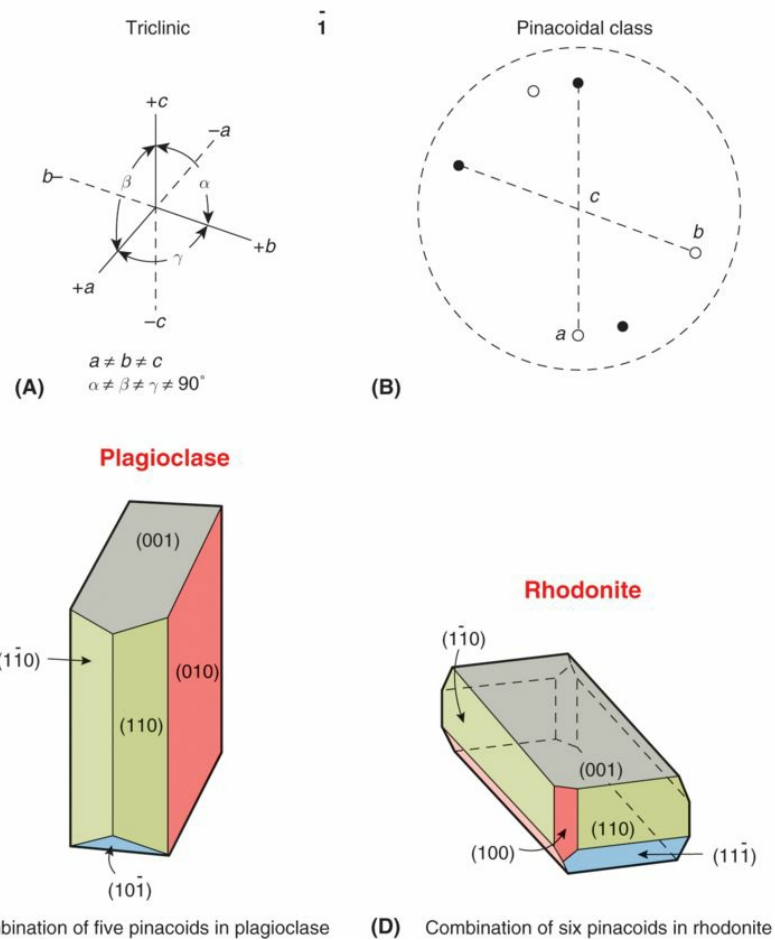 Triclinic
1̄
Pinacoidal class
+c
–a
b–
β
α
γ
+b
+a
–c
a ≠ b ≠ c
α ≠ β ≠ γ ≠ 90°
(A)
c
b
a
(B)
Plagioclase
(001)
(11̄0)
(010)
(110)
(101̄)
Rhodonite
(11̄0)
(001)
(100)
(110)
(111̄)
of five pinacoids in plagioclase
(D) Combination of six pinacoids in rhodonite